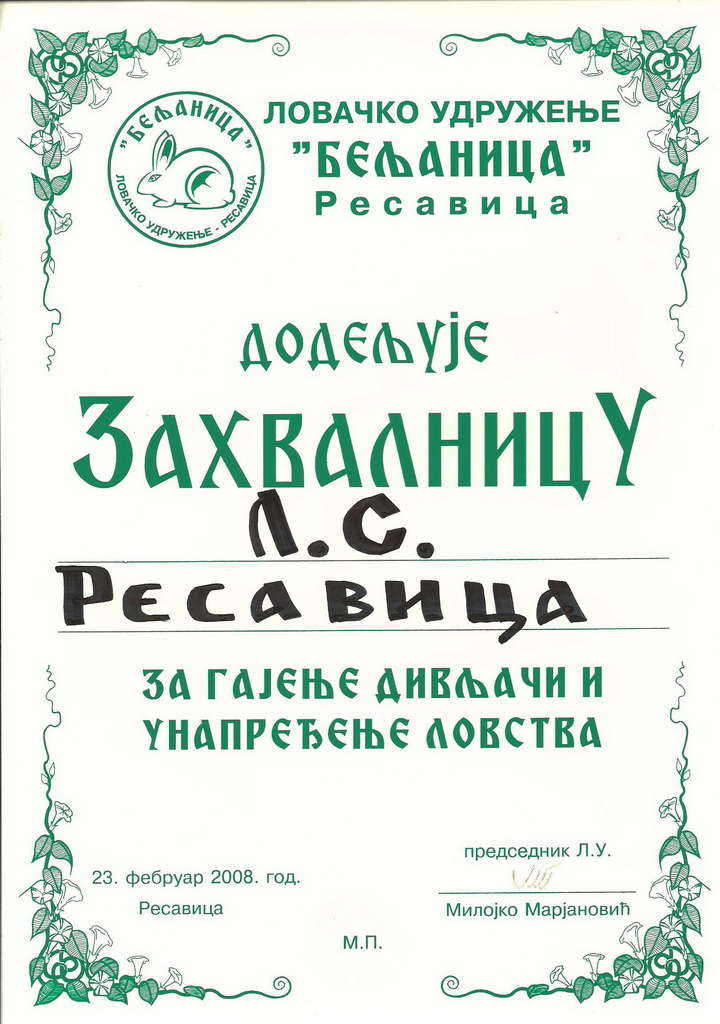 "БЕЉАНИЦА"
ЛОВАЧКО УДРУЖЕЊЕ - РЕСАВИЦА
ЛОВАЧКО УДРУЖЕЊЕ
"БЕЉАНИЦА"
Ресавица
ДОДЕЉУЈЕ
ЗАХВАЛНИЦУ
Л.С.
РЕСАВИЦА
ЗА ГАЈЕЊЕ ДИВЉАЧИ И
УНАПРЕЂЕЊЕ ЛОВСТВА
председник Л.У.
23. фебруар 2008. год.
Ресавица
Милојко Марјановић
М.П.